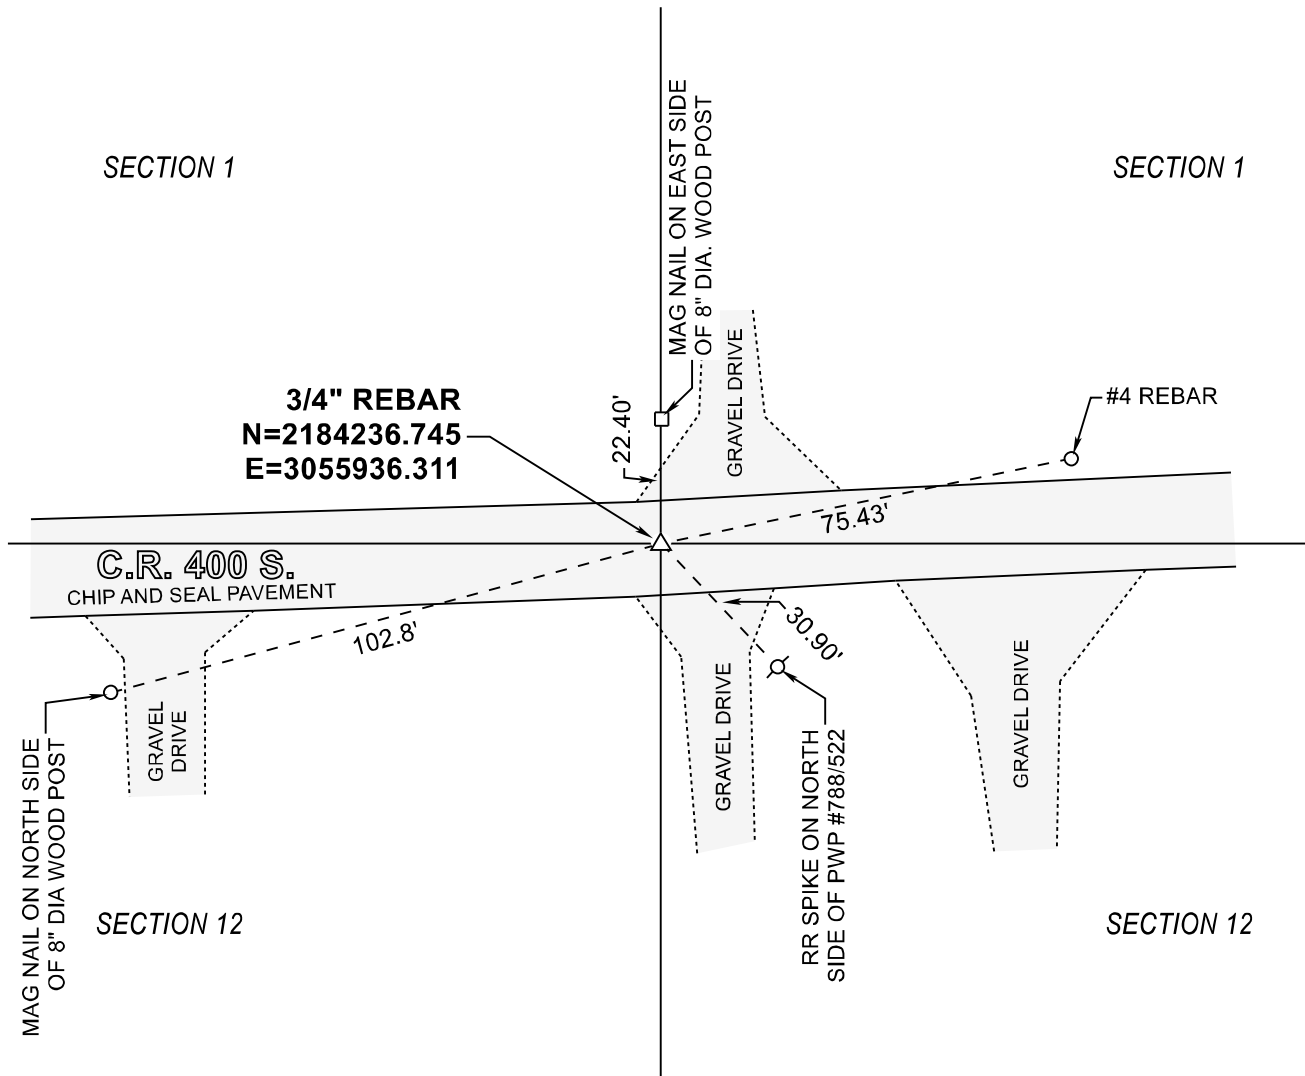 SECTION 1
SECTION 1
MAG NAIL ON EAST SIDE
OF 8" DIA. WOOD POST
GRAVEL DRIVE
3/4" REBAR
N=2184236.745
E=3055936.311
22.40'
#4 REBAR
75.43'
C.R. 400 S.
CHIP AND SEAL PAVEMENT
102.8'
30.90'
GRAVEL
DRIVE
GRAVEL DRIVE
GRAVEL DRIVE
MAG NAIL ON NORTH SIDE
OF 8" DIA WOOD POST
RR SPIKE ON NORTH
SIDE OF PWP #788/522
SECTION 12
SECTION 12